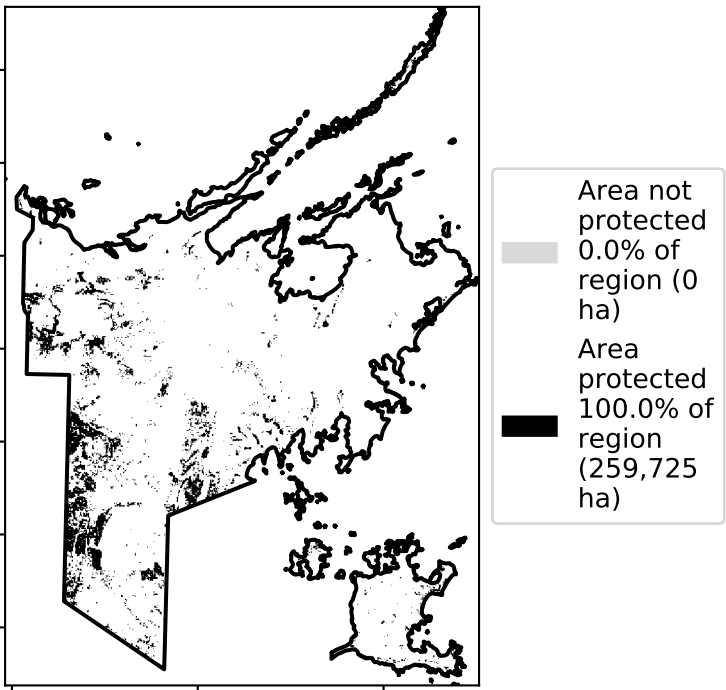 Area not
protected
0.0% of
region (0
ha)
Area
protected
100.0% of
region
(259,725
ha)